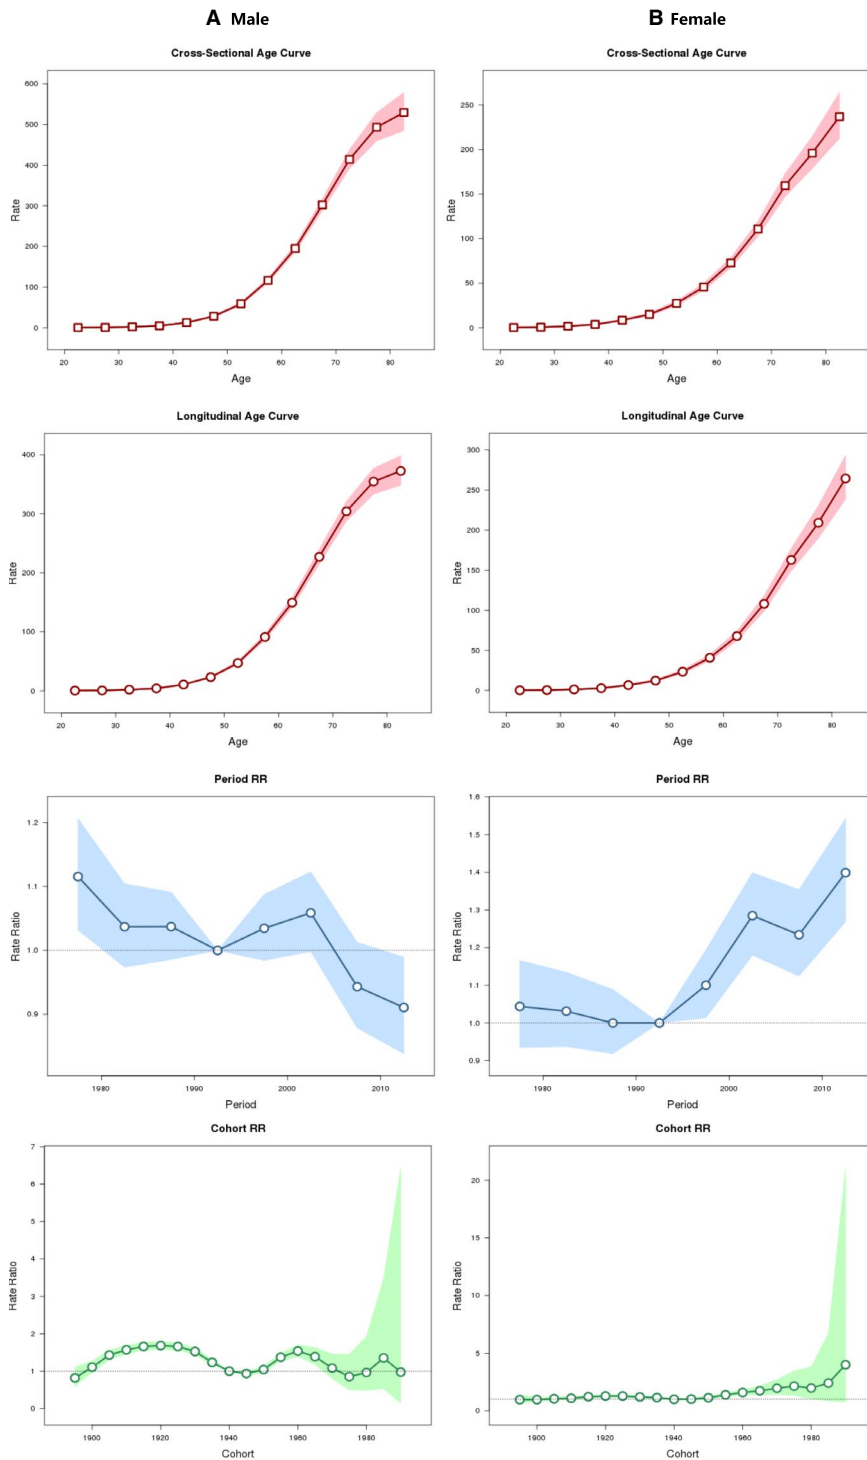 A Male
B Female
Cross-Sectional Age Curve
Rate
600
500
400
300
200
100
0
20 30 40 50 60 70 80
Age
Cross-Sectional Age Curve
Rate
250
200
150
100
50
0
20 30 40 50 60 70 80
Age
Longitudinal Age Curve
Rate
400
300
200
100
0
20 30 40 50 60 70 80
Age
Longitudinal Age Curve
Rate
300
250
200
150
100
50
0
20 30 40 50 60 70 80
Age
Period RR
Rate Ratio
1.2
1.1
1.0
0.9
1980 1990 2000 2010
Period
Period RR
Rate Ratio
1.6
1.5
1.4
1.3
1.2
1.1
1.0
0.9
1980 1990 2000 2010
Period
Cohort RR
Rate Ratio
7
6
5
4
3
2
1
0
1900 1920 1940 1960 1980
Cohort
Cohort RR
Rate Ratio
20
15
10
5
0
1900 1920 1940 1960 1980
Cohort